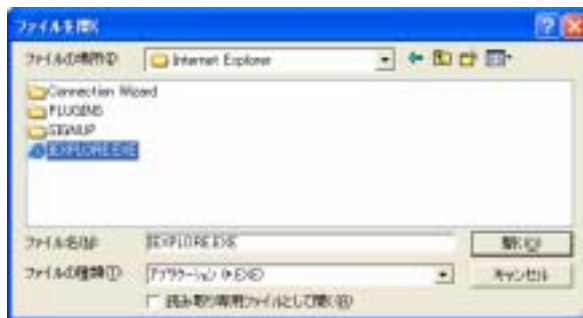 ファイルを開く
ファイルの場所(I): Internet Explorer
Connection Wizard
PLUGINS
SIGNUP
IEXPLORE.EXE
ファイル名(N): IEXPLORE.EXE 開く(O)
ファイルの種類(T): アプリケーション (*.EXE) キャンセル
読み取り専用ファイルとして開く(R)